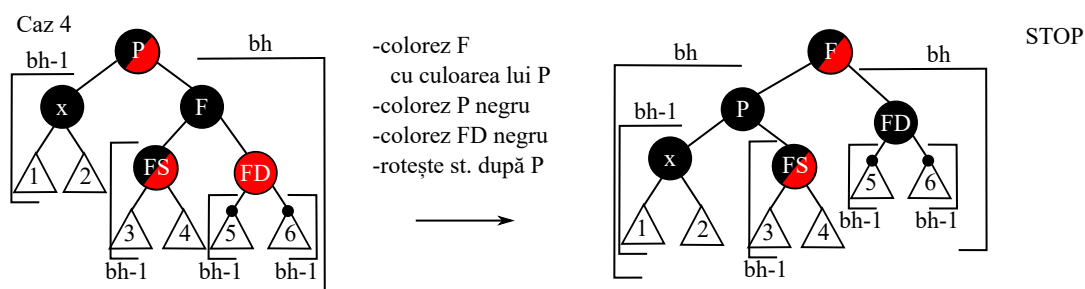 Caz 4
P
bh
bh-1
x
F
1
2
FS
FD
3
4
5
6
bh-1
bh-1
bh-1
-colorez F
cu culoarea lui P
-colorez P negru
-colorez FD negru
-rotește st. după P
STOP
F
bh
bh
P
FD
bh-1
x
FS
5
6
bh-1
bh-1
1
2
3
4
bh-1